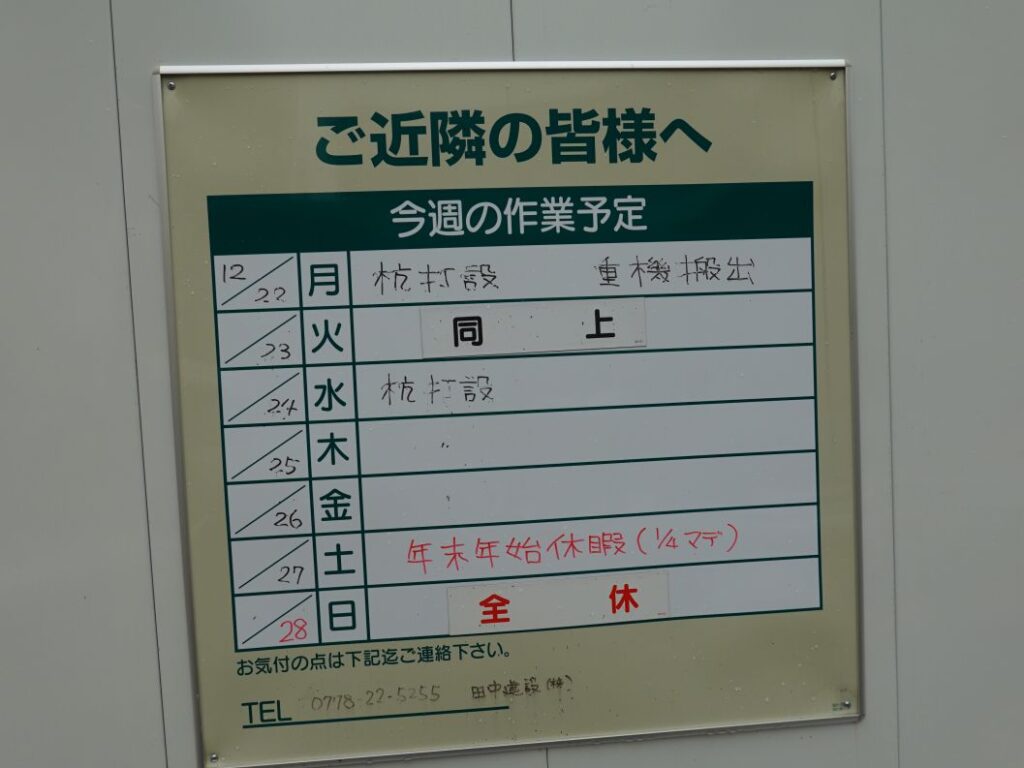 ご近隣の皆様へ
今週の作業予定
12/22 月 杭打設 重機搬出
/23 火 同上
/24 水 杭打設
/25 木 〃
/26 金
/27 土 年末年始休暇(1/4マデ)
/28 日 全休
お気付の点は下記迄ご連絡下さい。
TEL 0778-22-5255 田中建設(株)